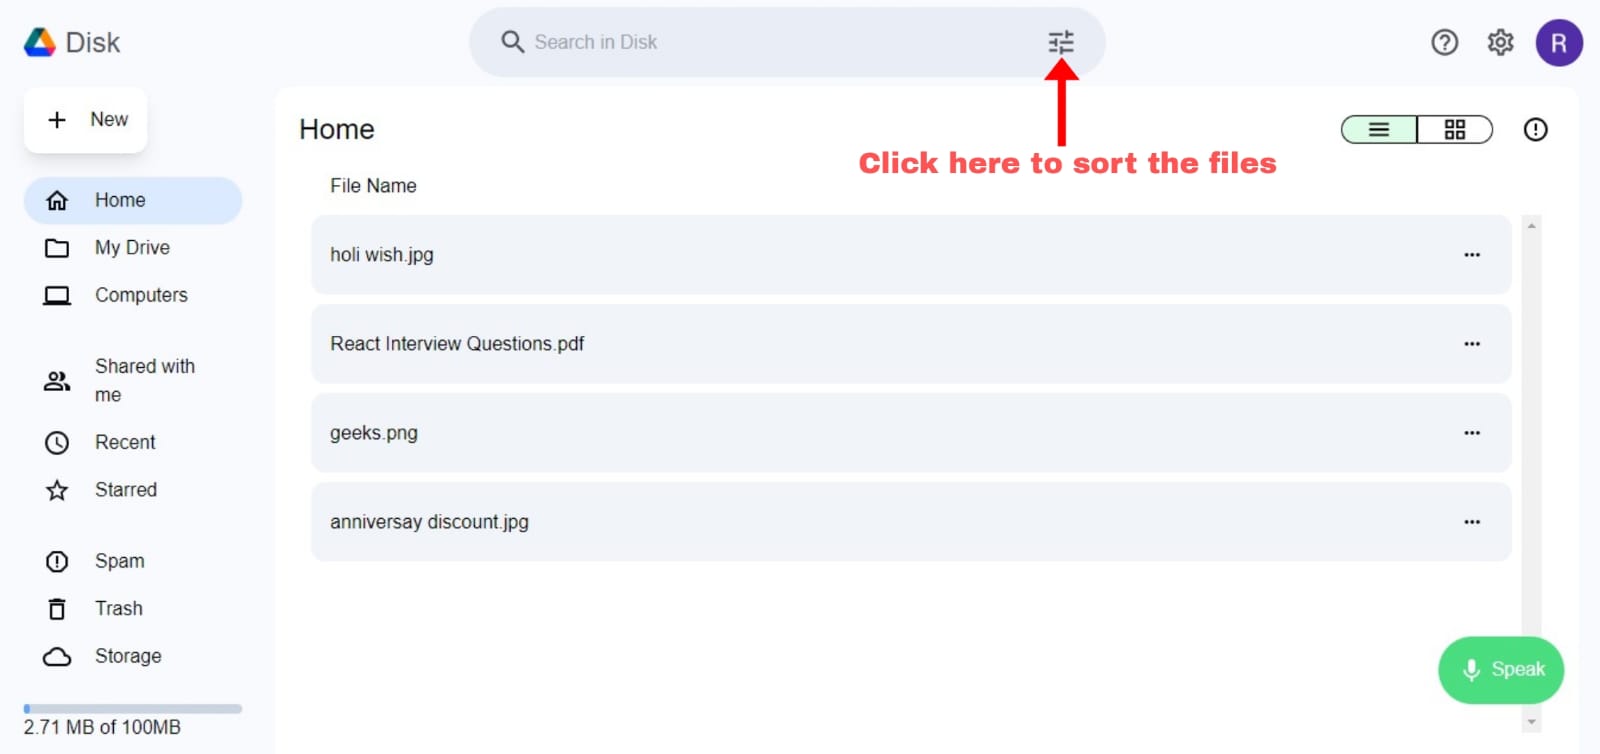 Disk
Search in Disk
R
New
Home
Click here to sort the files
File Name
Home
My Drive
Computers
Shared with
me
Recent
Starred
Spam
Trash
Storage
2.71 MB of 100MB
holi wish.jpg
React Interview Questions.pdf
geeks.png
anniversay discount.jpg
Speak